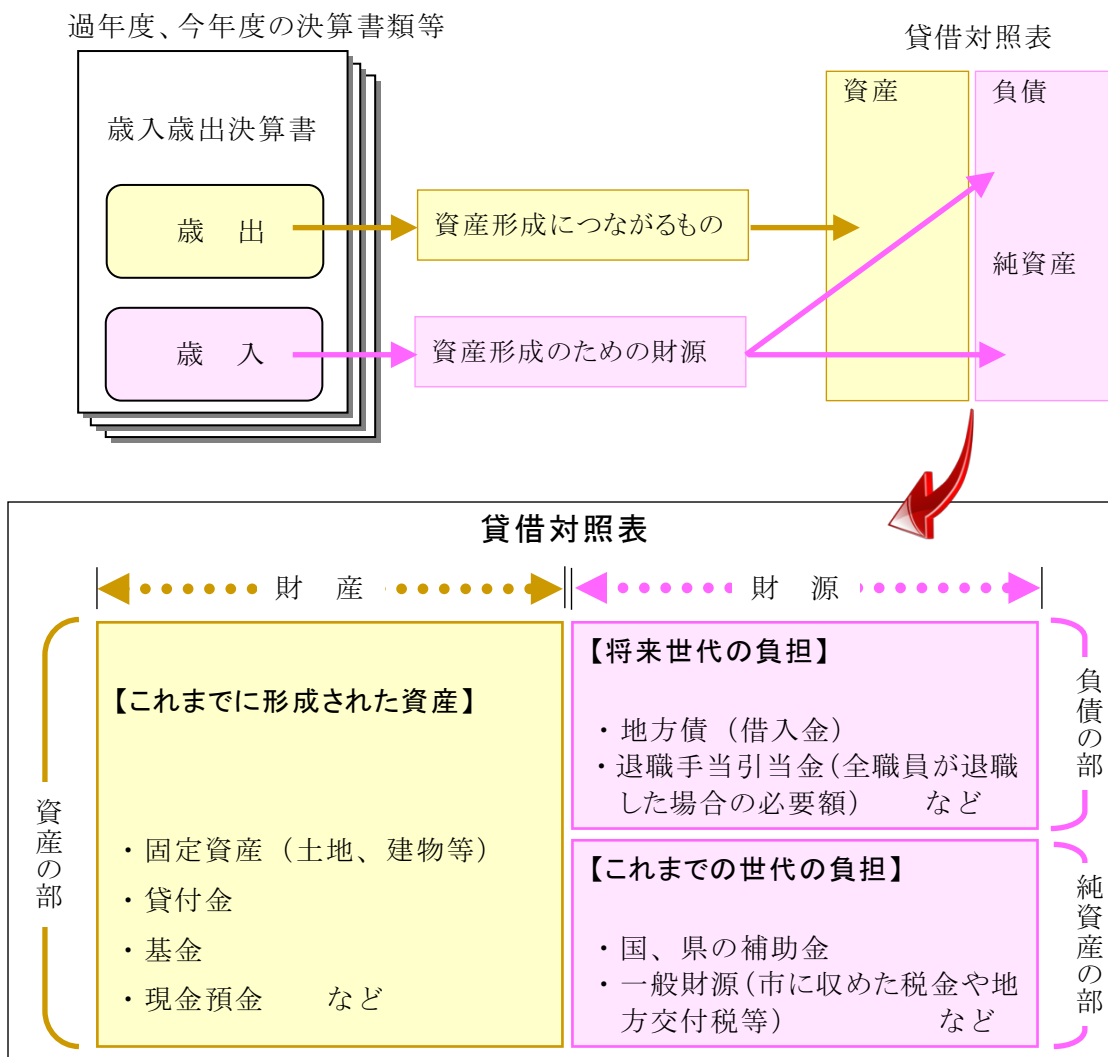 過年度、今年度の決算書類等
貸借対照表
歳入歳出決算書
資産
負債
歳　出
資産形成につながるもの
純資産
歳　入
資産形成のための財源
貸借対照表
財　産
財　源
資産の部
【これまでに形成された資産】
・固定資産（土地、建物等）
・貸付金
・基金
・現金預金　　など
【将来世代の負担】
・地方債（借入金）
・退職手当引当金（全職員が退職
した場合の必要額）　　など
負債の部
【これまでの世代の負担】
・国、県の補助金
・一般財源（市に収めた税金や地
方交付税等）　　　　　など
純資産の部